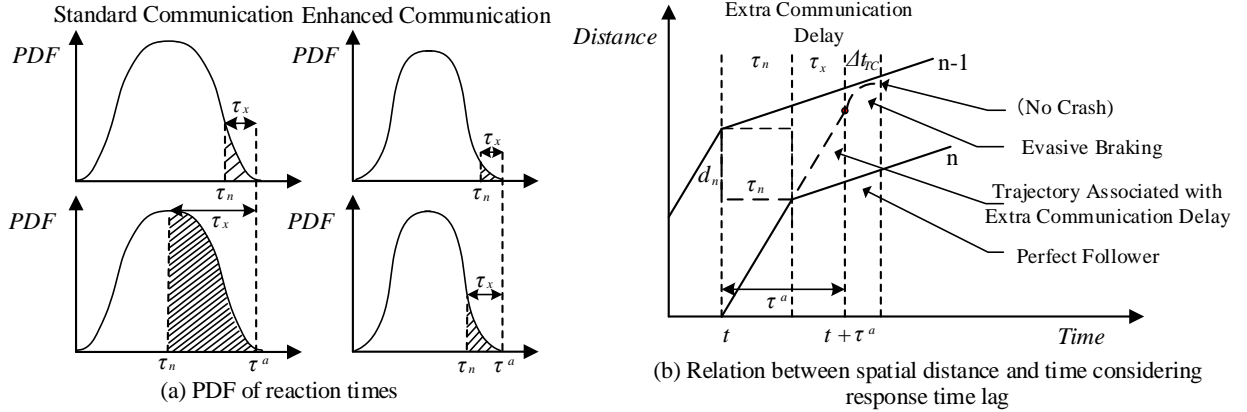 Standard Communication
Enhanced Communication
PDF
τx
τn
PDF
τx
τn
PDF
τx
τn
τa
PDF
τx
τn
τa
(a) PDF of reaction times
Extra Communication
Delay
Distance
τn
τx
ΔtTC
n-1
(No Crash)
Evasive Braking
n
dn
τn
Trajectory Associated with
Extra Communication Delay
Perfect Follower
τa
t
t + τa
Time
(b) Relation between spatial distance and time considering
response time lag